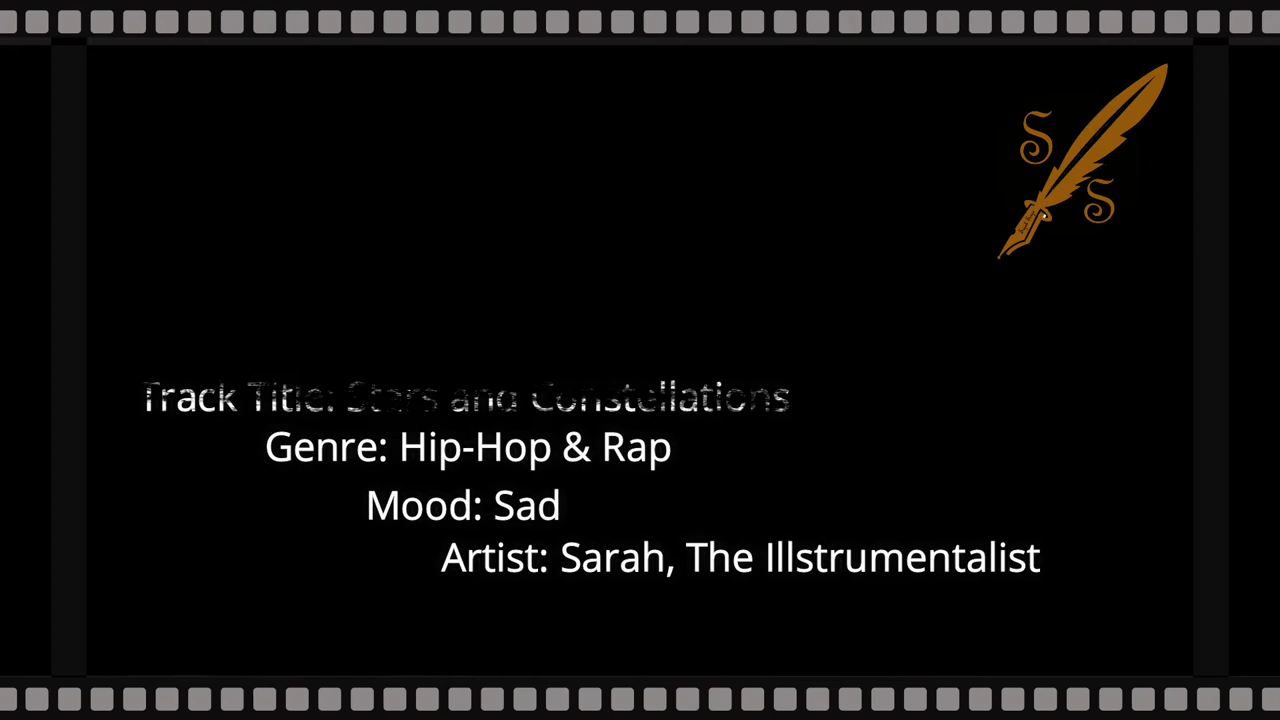 S
S
Track Title: Stars and Constellations
Genre: Hip-Hop & Rap
Mood: Sad
Artist: Sarah, The Illstrumentalist